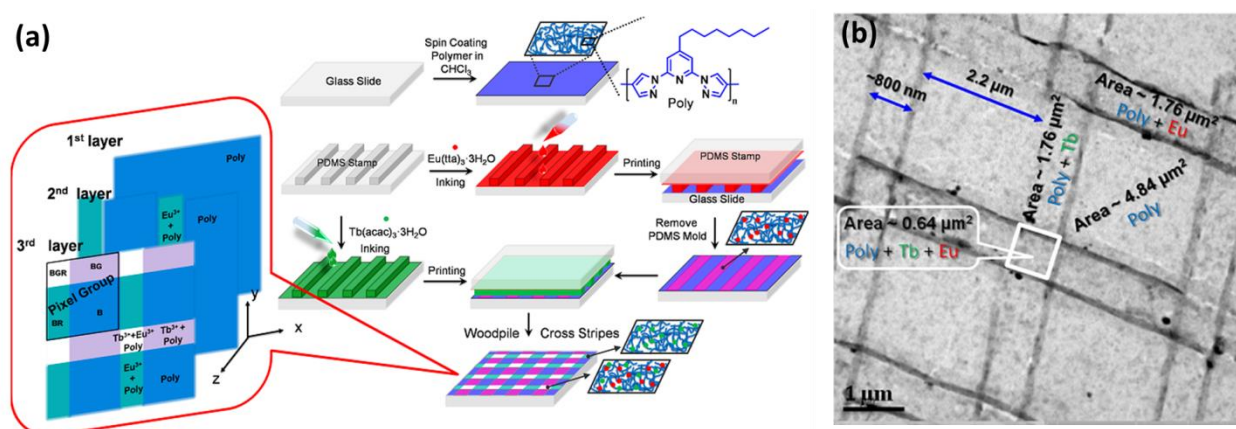 (a)
Glass Slide
Spin Coating
Polymer in
CHCl₃
Poly
n
1st layer
Poly
2nd layer
Eu³⁺
+
Poly
Poly
3rd layer
BGR
BG
Pixel Group
BR
B
Tb³⁺+Eu³⁺
Poly
Tb³⁺ +
Poly
Eu³⁺
+
Poly
Poly
y
x
z
PDMS Stamp
Eu(tta)₃·3H₂O
Inking
Printing
PDMS Stamp
Glass Slide
Tb(acac)₃·3H₂O
Inking
Printing
Remove
PDMS Mold
Woodpile
Cross Stripes
N
N
N
N
N
(b)
~800 nm
2.2 µm
Area ~ 1.76 µm²
Poly + Eu
Area ~ 1.76 µm²
Poly + Tb
Area ~ 4.84 µm²
Poly
Area ~ 0.64 µm²
Poly + Tb + Eu
1 µm